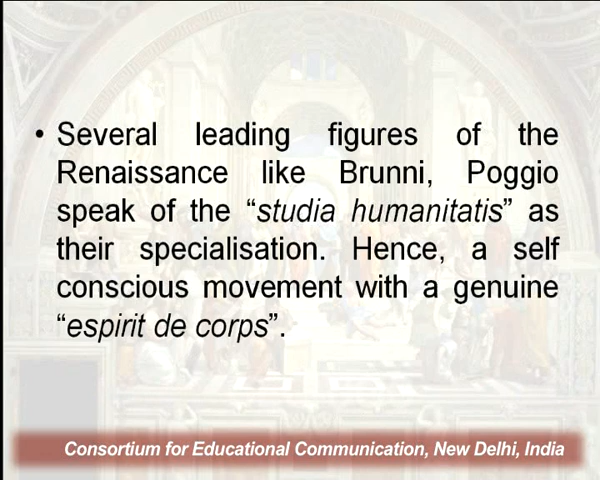 • Several leading figures of the
Renaissance like Brunni, Poggio
speak of the “studia humanitatis” as
their specialisation. Hence, a self
conscious movement with a genuine
“espirit de corps”.
Consortium for Educational Communication, New Delhi, India